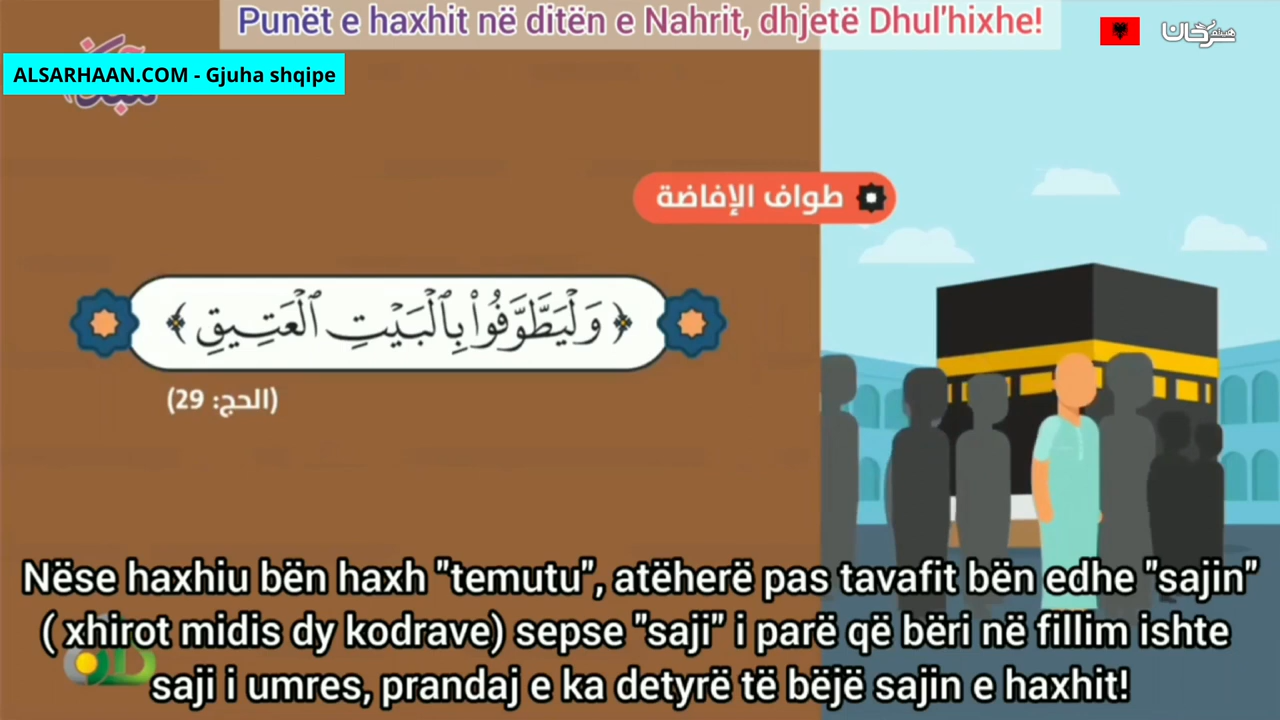 Punët e haxhit në ditën e Nahrit, dhjetë Dhul'hixhe!
ALSARHAAN.COM - Gjuha shqipe
طواف الإفاضة
﴿ وَلْيَطَّوَّفُوا۟ بِٱلْبَيْتِ ٱلْعَتِيقِ ﴾
(الحج: 29)
Nëse haxhiu bën haxh "temutu", atëherë pas tavafit bën edhe "sajin"
( xhirot midis dy kodrave) sepse "saji" i parë që bëri në fillim ishte
saji i umres, prandaj e ka detyrë të bëjë sajin e haxhit!